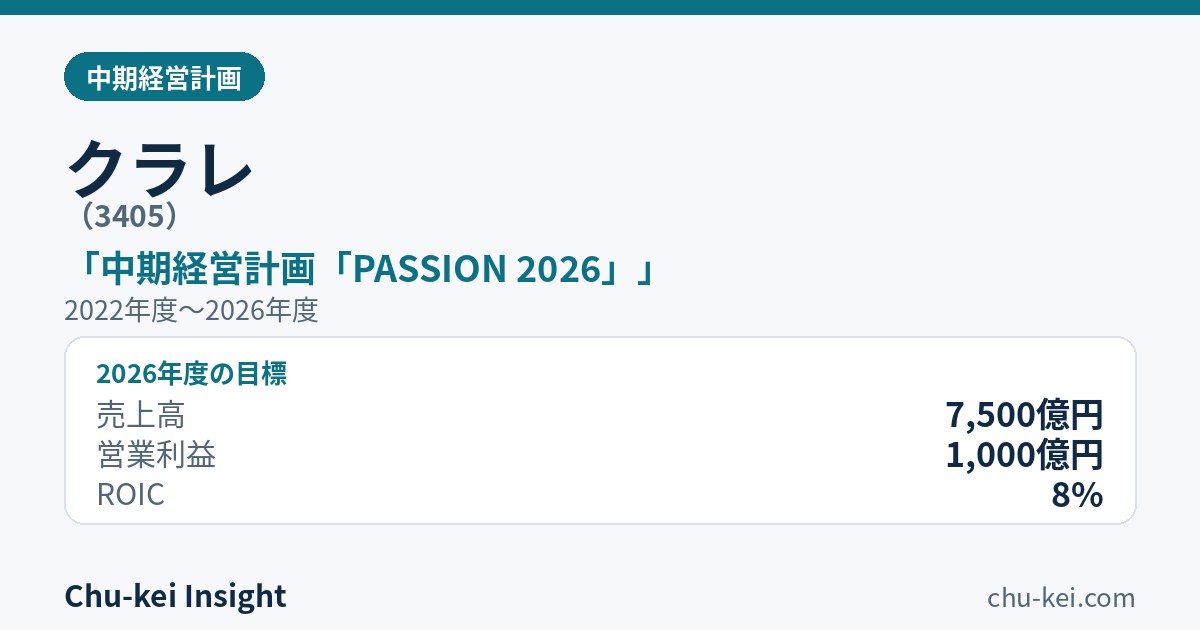 中期経営計画
クラレ
（3405）
「中期経営計画「PASSION 2026」」
2022年度〜2026年度
2026年度の目標
売上高 7,500億円
営業利益 1,000億円
ROIC 8%
Chu-kei Insight chu-kei.com